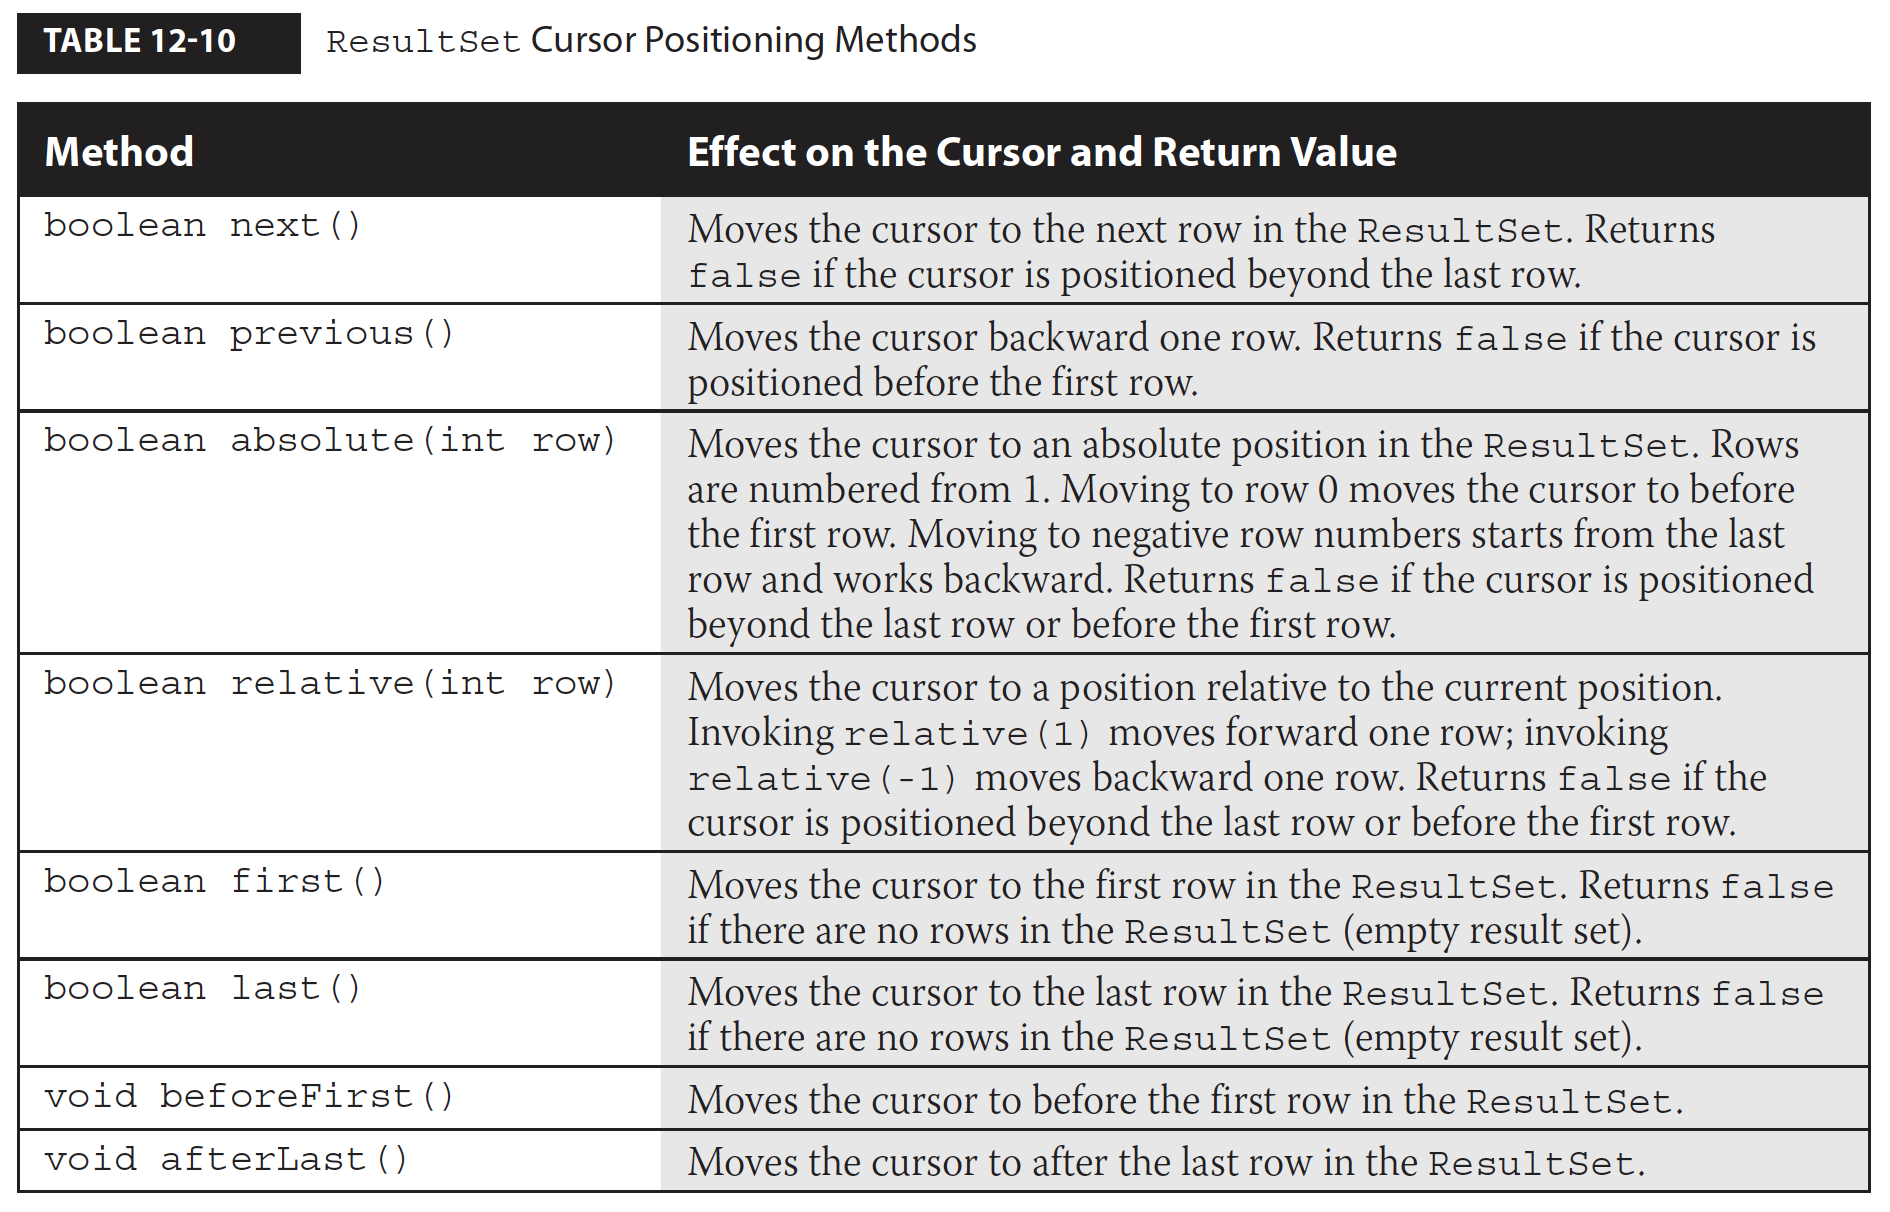 TABLE 12-10 ResultSet Cursor Positioning Methods
Method Effect on the Cursor and Return Value
boolean next() Moves the cursor to the next row in the ResultSet. Returns
false if the cursor is positioned beyond the last row.
boolean previous() Moves the cursor backward one row. Returns false if the cursor is
positioned before the first row.
boolean absolute(int row) Moves the cursor to an absolute position in the ResultSet. Rows
are numbered from 1. Moving to row 0 moves the cursor to before
the first row. Moving to negative row numbers starts from the last
row and works backward. Returns false if the cursor is positioned
beyond the last row or before the first row.
boolean relative(int row) Moves the cursor to a position relative to the current position.
Invoking relative(1) moves forward one row; invoking
relative(-1) moves backward one row. Returns false if the
cursor is positioned beyond the last row or before the first row.
boolean first() Moves the cursor to the first row in the ResultSet. Returns false
if there are no rows in the ResultSet (empty result set).
boolean last() Moves the cursor to the last row in the ResultSet. Returns false
if there are no rows in the ResultSet (empty result set).
void beforeFirst() Moves the cursor to before the first row in the ResultSet.
void afterLast() Moves the cursor to after the last row in the ResultSet.